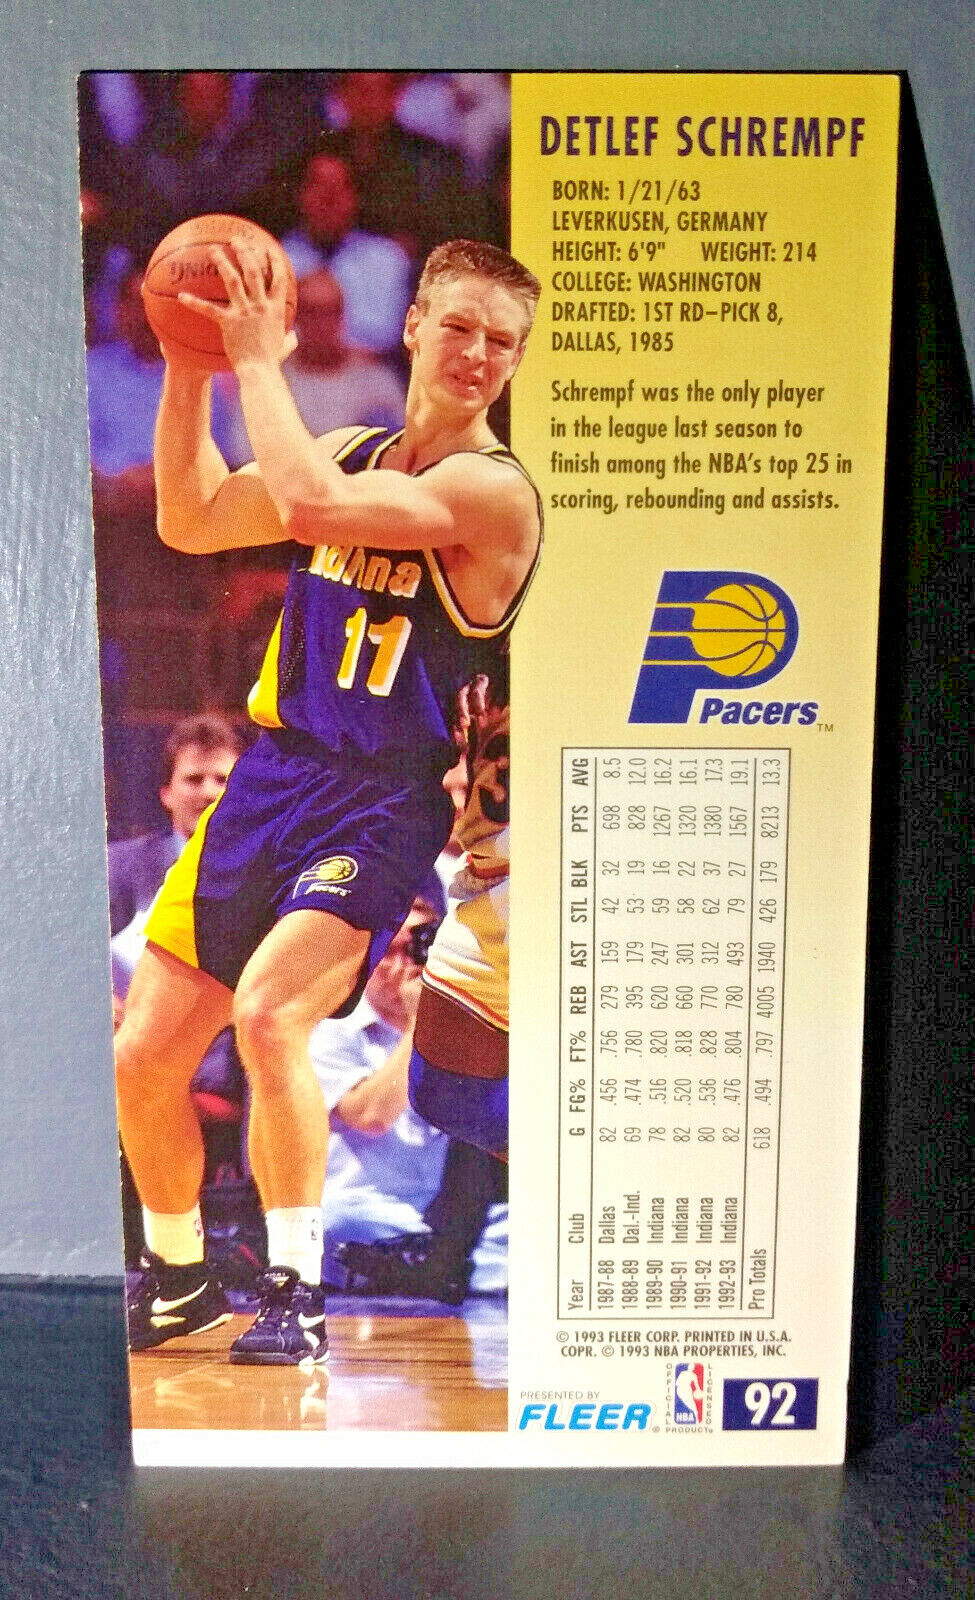 DETLEF SCHREMPF
BORN: 1/21/63
LEVERKUSEN, GERMANY
HEIGHT: 6'9" WEIGHT: 214
COLLEGE: WASHINGTON
DRAFTED: 1ST RD–PICK 8,
DALLAS, 1985
Schrempf was the only player
in the league last season to
finish among the NBA's top 25 in
scoring, rebounding and assists.
Pacers TM
Year Club G FG% FT% REB AST STL BLK PTS AVG
1987-88 Dallas 82 .456 .756 279 159 42 32 698 8.5
1988-89 Dal.-Ind. 69 .474 .780 395 179 53 19 828 12.0
1989-90 Indiana 78 .516 .820 620 247 59 16 1267 16.2
1990-91 Indiana 82 .520 .818 660 301 58 22 1320 16.1
1991-92 Indiana 80 .536 .828 770 312 62 37 1380 17.3
1992-93 Indiana 82 .476 .804 780 493 79 27 1567 19.1
Pro Totals 618 .494 .797 4005 1940 426 179 8213 13.3
© 1993 FLEER CORP. PRINTED IN U.S.A.
COPR. © 1993 NBA PROPERTIES, INC.
PRESENTED BY
FLEER ®
OFFICIAL
NBA
LICENSED
PRODUCT
92
diana
11
Pacers